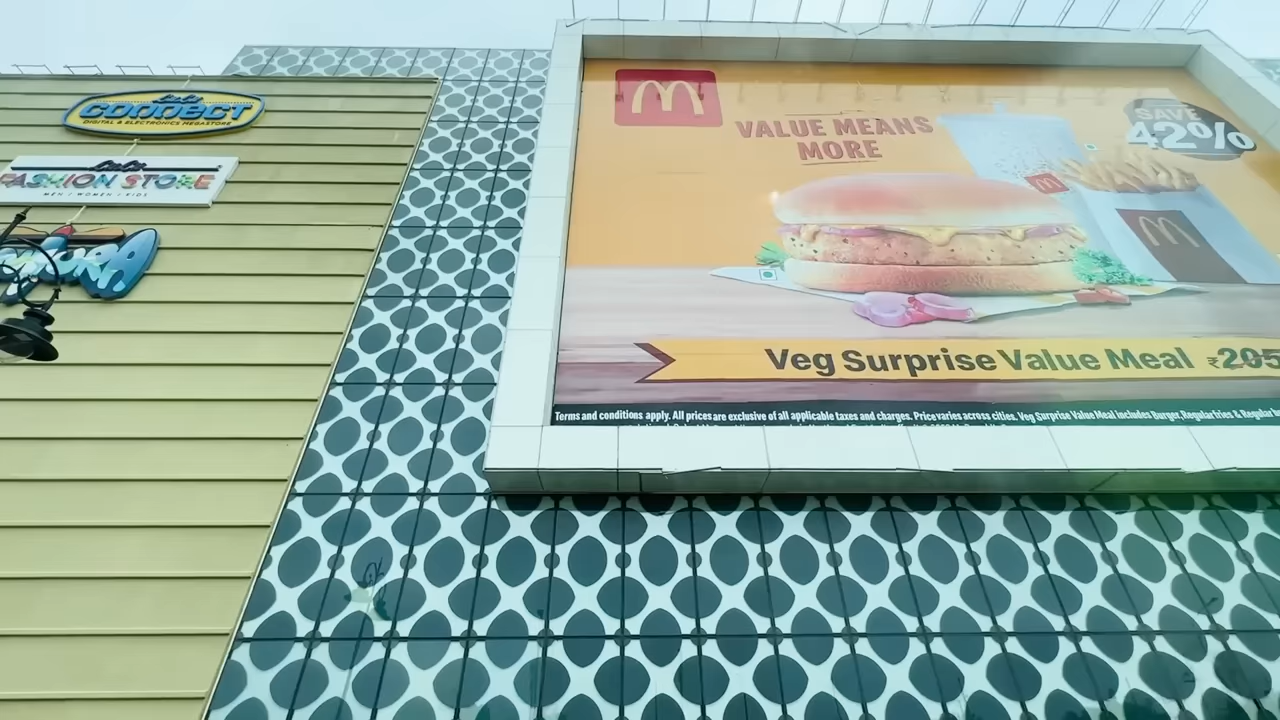 LuLu
CONNECT
DIGITAL & ELECTRONICS MEGASTORE
LuLu
FASHION STORE
MEN / WOMEN / KIDS
VALUE MEANS
MORE
SAVE
42%
Veg Surprise Value Meal ₹205
Terms and conditions apply. All prices are exclusive of all applicable taxes and charges. Price varies across cities. Veg Surprise Value Meal includes Burger, Regular fries & Regular